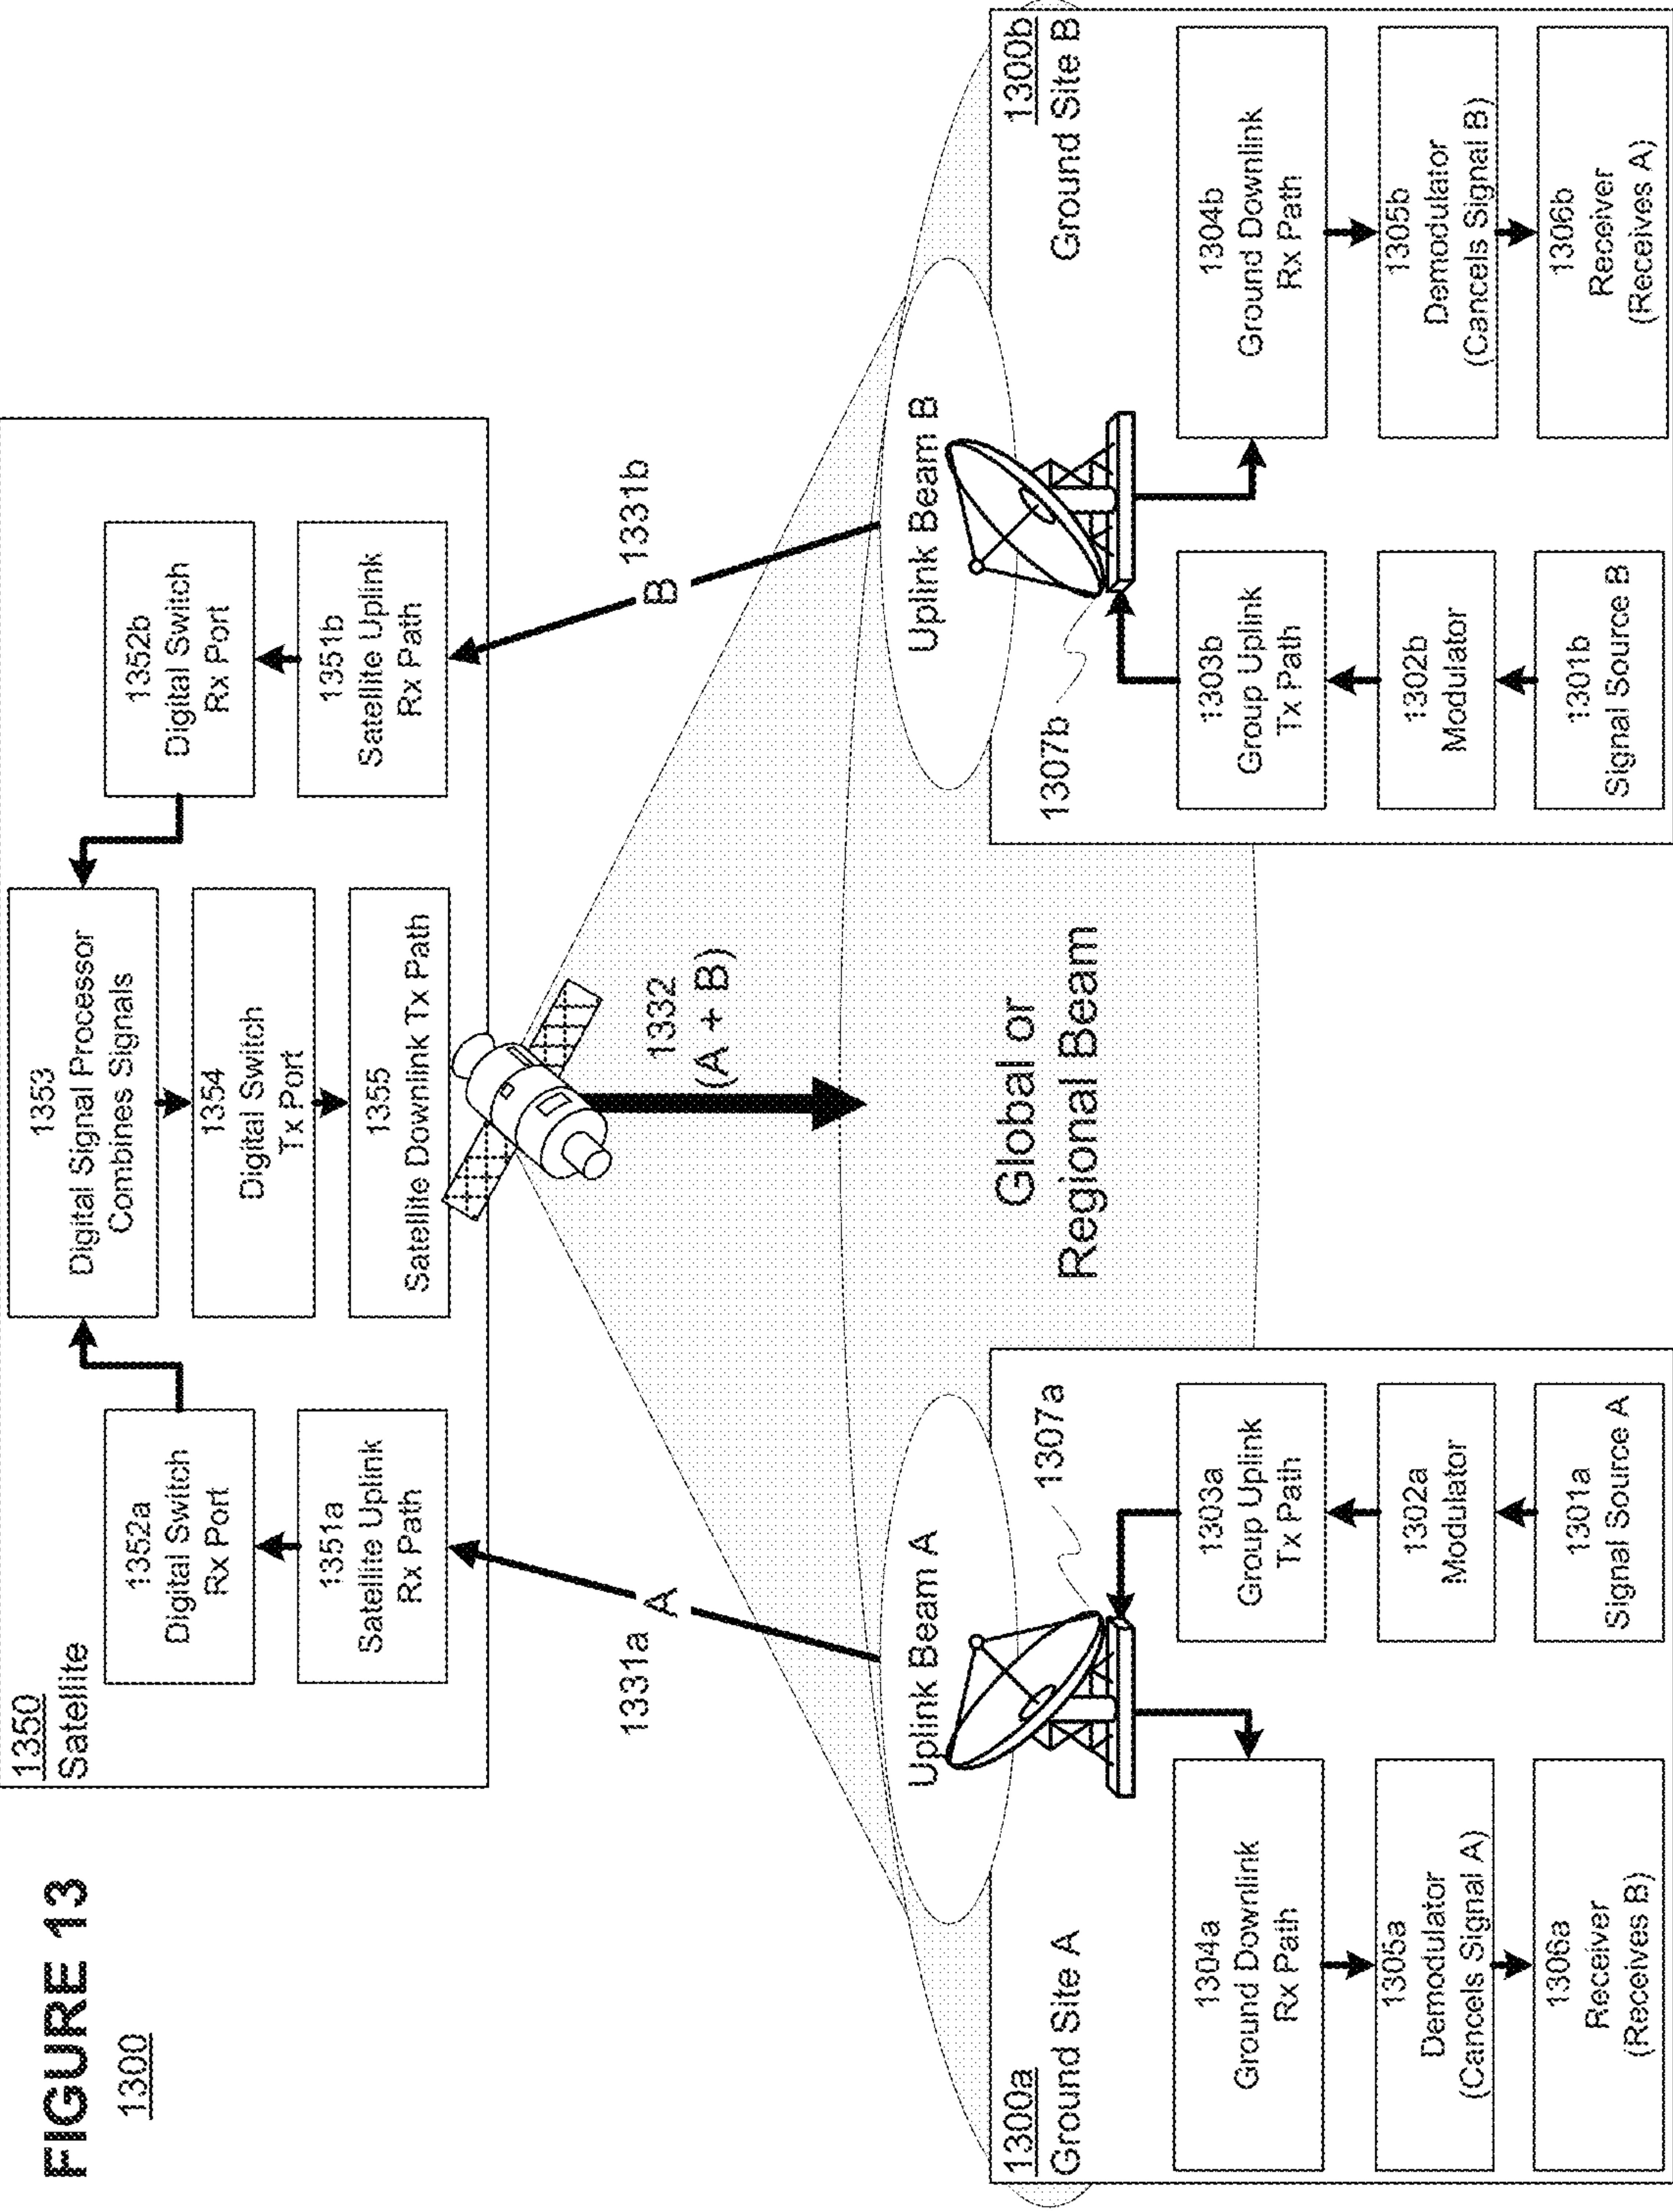 FIGURE 13
1300
1350
Satellite
1352a
Digital Switch
Rx Port
1351a
Satellite Uplink
Rx Path
1353
Digital Signal Processor
Combines Signals
1354
Digital Switch
Tx Port
1355
Satellite Downlink Tx Path
1352b
Digital Switch
Rx Port
1351b
Satellite Uplink
Rx Path
1331a
A
1332
(A + B)
B
1331b
Uplink Beam A
Uplink Beam B
Global or
Regional Beam
1300a
Ground Site A
1307a
1304a
Ground Downlink
Rx Path
1305a
Demodulator
(Cancels Signal A)
1306a
Receiver
(Receives B)
1303a
Group Uplink
Tx Path
1302a
Modulator
1301a
Signal Source A
1300b
Ground Site B
1307b
1303b
Group Uplink
Tx Path
1302b
Modulator
1301b
Signal Source B
1304b
Ground Downlink
Rx Path
1305b
Demodulator
(Cancels Signal B)
1306b
Receiver
(Receives A)